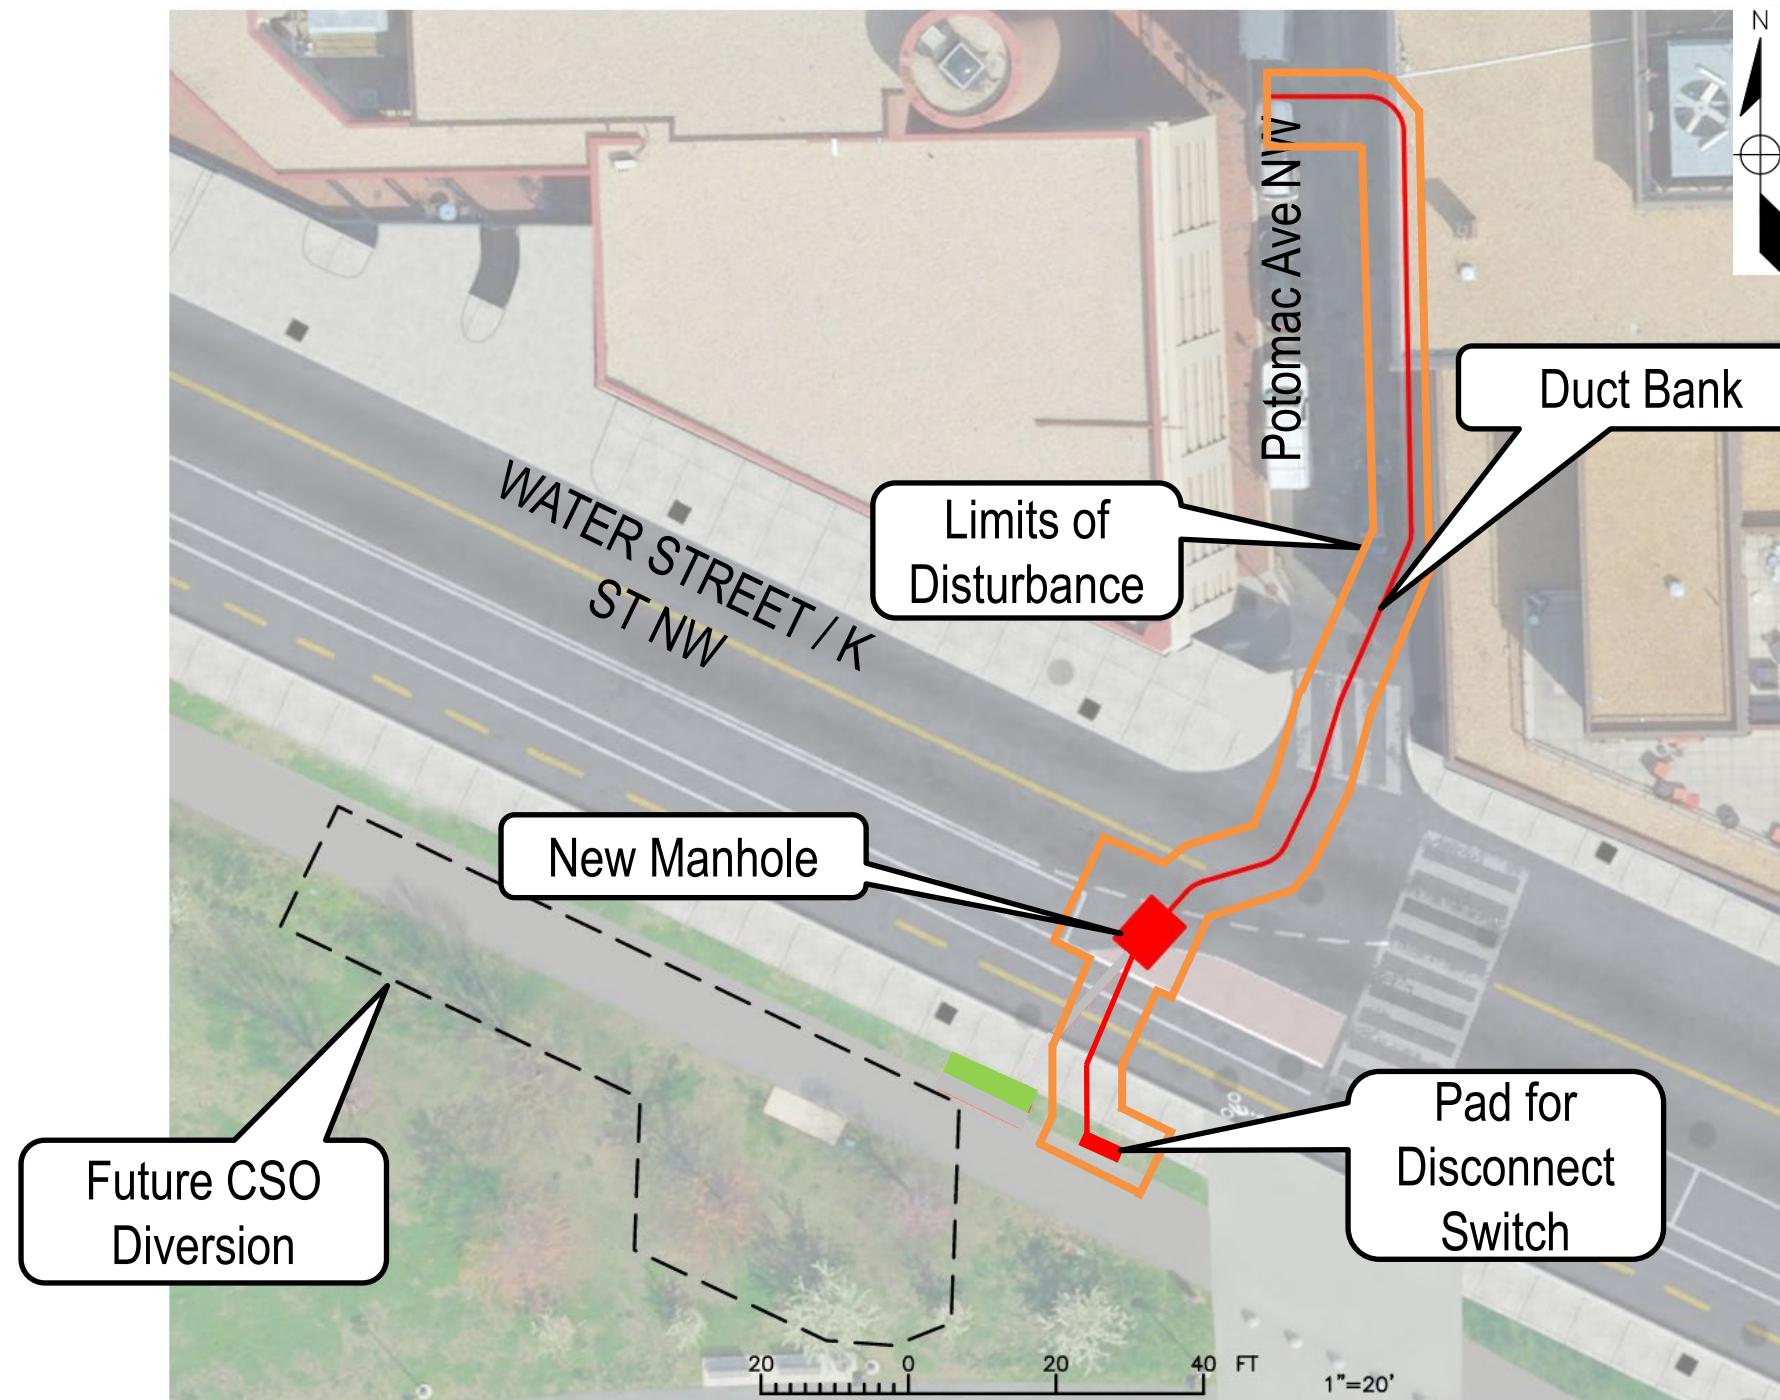 N
Potomac Ave NW
Duct Bank
Limits of
Disturbance
WATER STREET / K
ST NW
New Manhole
Pad for
Disconnect
Switch
Future CSO
Diversion
20 0 20 40 FT
1"=20'